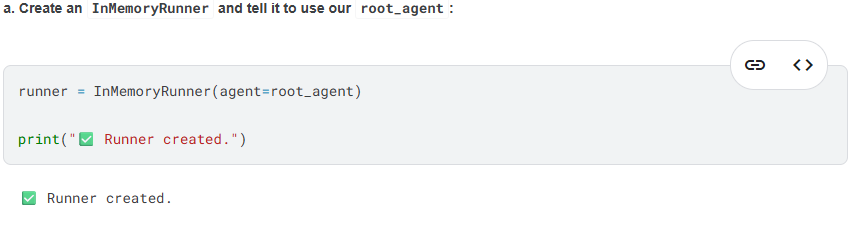 a. Create an InMemoryRunner and tell it to use our root_agent :
runner = InMemoryRunner(agent=root_agent)
print("✅ Runner created.")
✅ Runner created.